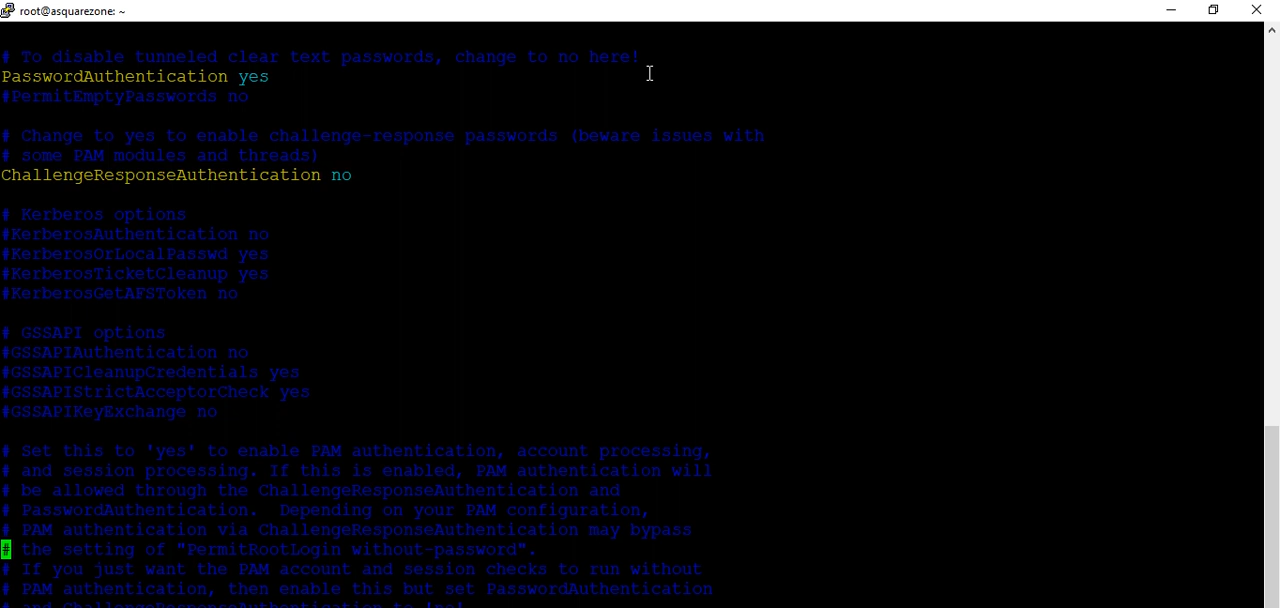 root@asquarezone: ~
# To disable tunneled clear text passwords, change to no here!
PasswordAuthentication yes
#PermitEmptyPasswords no
# Change to yes to enable challenge-response passwords (beware issues with
# some PAM modules and threads)
ChallengeResponseAuthentication no
# Kerberos options
#KerberosAuthentication no
#KerberosOrLocalPasswd yes
#KerberosTicketCleanup yes
#KerberosGetAFSToken no
# GSSAPI options
#GSSAPIAuthentication no
#GSSAPICleanupCredentials yes
#GSSAPIStrictAcceptorCheck yes
#GSSAPIKeyExchange no
# Set this to 'yes' to enable PAM authentication, account processing,
# and session processing. If this is enabled, PAM authentication will
# be allowed through the ChallengeResponseAuthentication and
# PasswordAuthentication.  Depending on your PAM configuration,
# PAM authentication via ChallengeResponseAuthentication may bypass
# the setting of "PermitRootLogin without-password".
# If you just want the PAM account and session checks to run without
# PAM authentication, then enable this but set PasswordAuthentication
# and ChallengeResponseAuthentication to 'no'